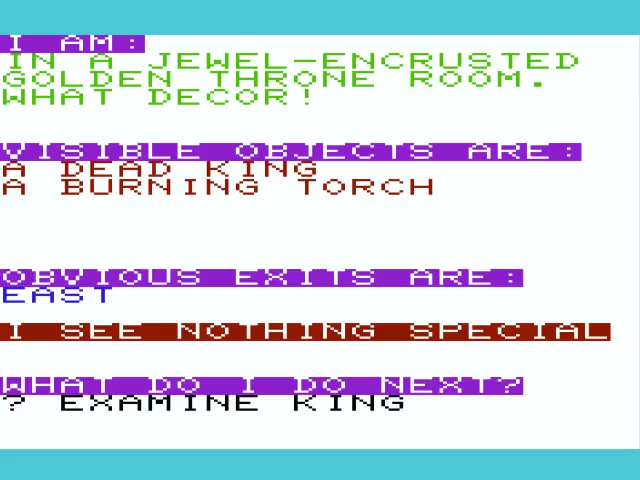 I AM:
IN A JEWEL-ENCRUSTED
GOLDEN THRONE ROOM.
WHAT DECOR!
VISIBLE OBJECTS ARE:
A DEAD KING
A BURNING TORCH
OBVIOUS EXITS ARE:
EAST
I SEE NOTHING SPECIAL
WHAT DO I DO NEXT?
? EXAMINE KING